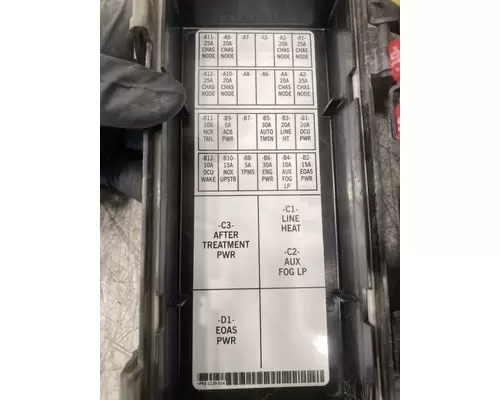 -A11- -A9- -A7- -A5- -A3- -A1-
25A 20A 20A 25A
CHAS CHAS CHAS CHAS
NODE NODE NODE NODE
-A12- -A10- -A8- -A6- -A4- -A2-
25A 20A 20A 25A
CHAS CHAS CHAS CHAS
NODE NODE NODE NODE
-B11- -B9- -B7- -B5- -B3- -B1-
10A 5A 30A 20A 20A
NOX ACB AUTO LINE DCU
TAIL PWR TMSN HT PWR
-B12- -B10- -B8- -B6- -B4- -B2-
10A 15A 5A 30A 10A 15A
DCU NOX TPMS ENG AUX EOAS
WAKE UPSTR PWR FOG PWR
LP
-C3-
AFTER
TREATMENT
PWR
-C1-
LINE
HEAT
-C2-
AUX
FOG LP
-D1-
EOAS
PWR